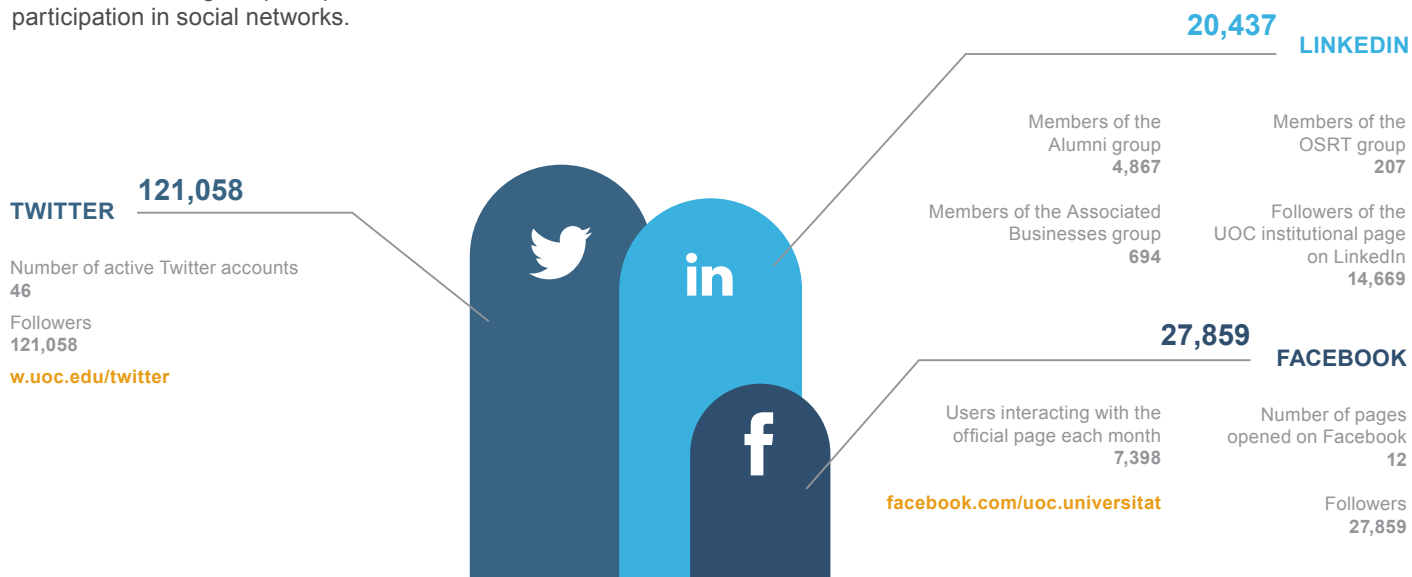 participation in social networks.
20,437
LINKEDIN
Members of the
Alumni group
4,867
Members of the
OSRT group
207
Members of the Associated
Businesses group
694
Followers of the
UOC institutional page
on LinkedIn
14,669
121,058
TWITTER
Number of active Twitter accounts
46
Followers
121,058
w.uoc.edu/twitter
in
27,859
FACEBOOK
Users interacting with the
official page each month
7,398
Number of pages
opened on Facebook
12
facebook.com/uoc.universitat
Followers
27,859
f